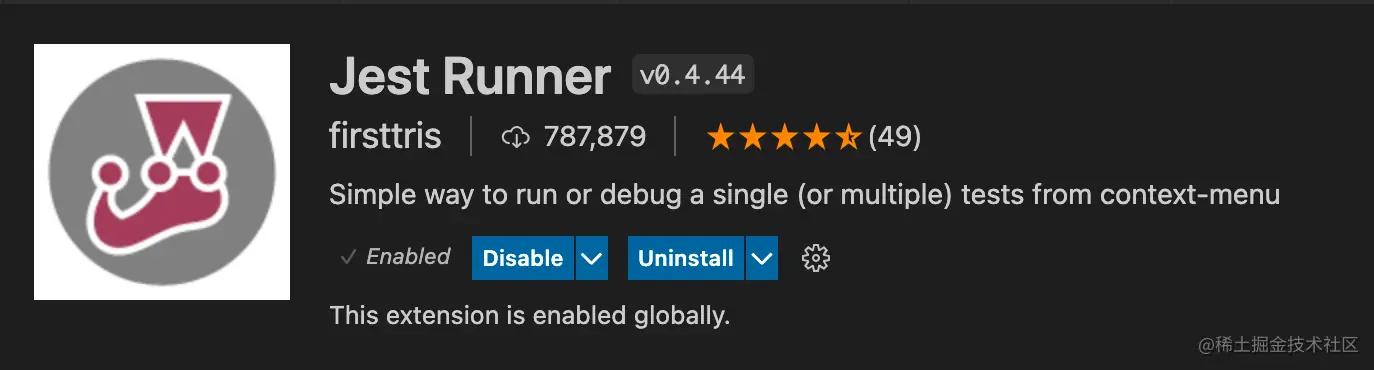 Jest Runner v0.4.44
firsttris 787,879 (49)
Simple way to run or debug a single (or multiple) tests from context-menu
Enabled Disable Uninstall
This extension is enabled globally.
@稀土掘金技术社区